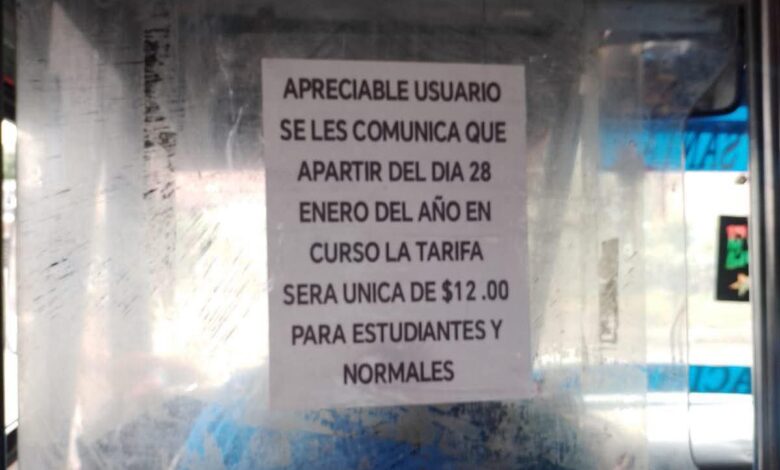 APRECIABLE USUARIO
SE LES COMUNICA QUE
APARTIR DEL DIA 28
ENERO DEL AÑO EN
CURSO LA TARIFA
SERA UNICA DE $12 .00
PARA ESTUDIANTES Y
NORMALES